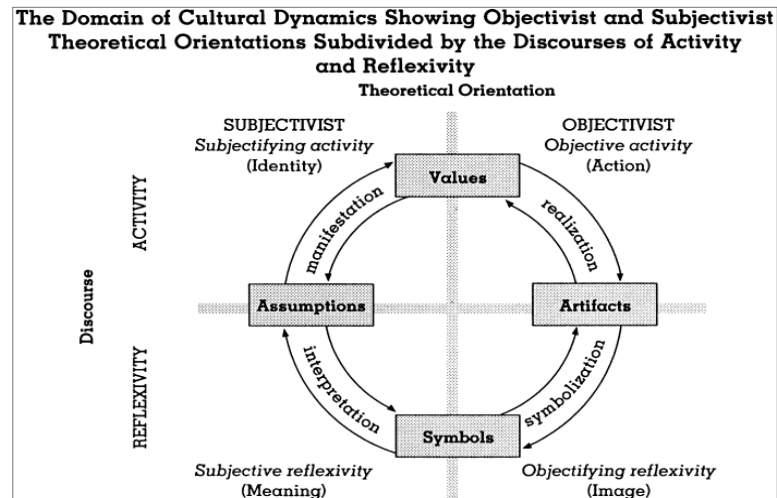 The Domain of Cultural Dynamics Showing Objectivist and Subjectivist
Theoretical Orientations Subdivided by the Discourses of Activity
and Reflexivity
Theoretical Orientation
SUBJECTIVIST
Subjectifying activity
(Identity)
OBJECTIVIST
Objective activity
(Action)
Values
manifestation
realization
ACTIVITY
Discourse
Assumptions
Artifacts
REFLEXIVITY
interpretation
symbolization
Symbols
Subjective reflexivity
(Meaning)
Objectifying reflexivity
(Image)